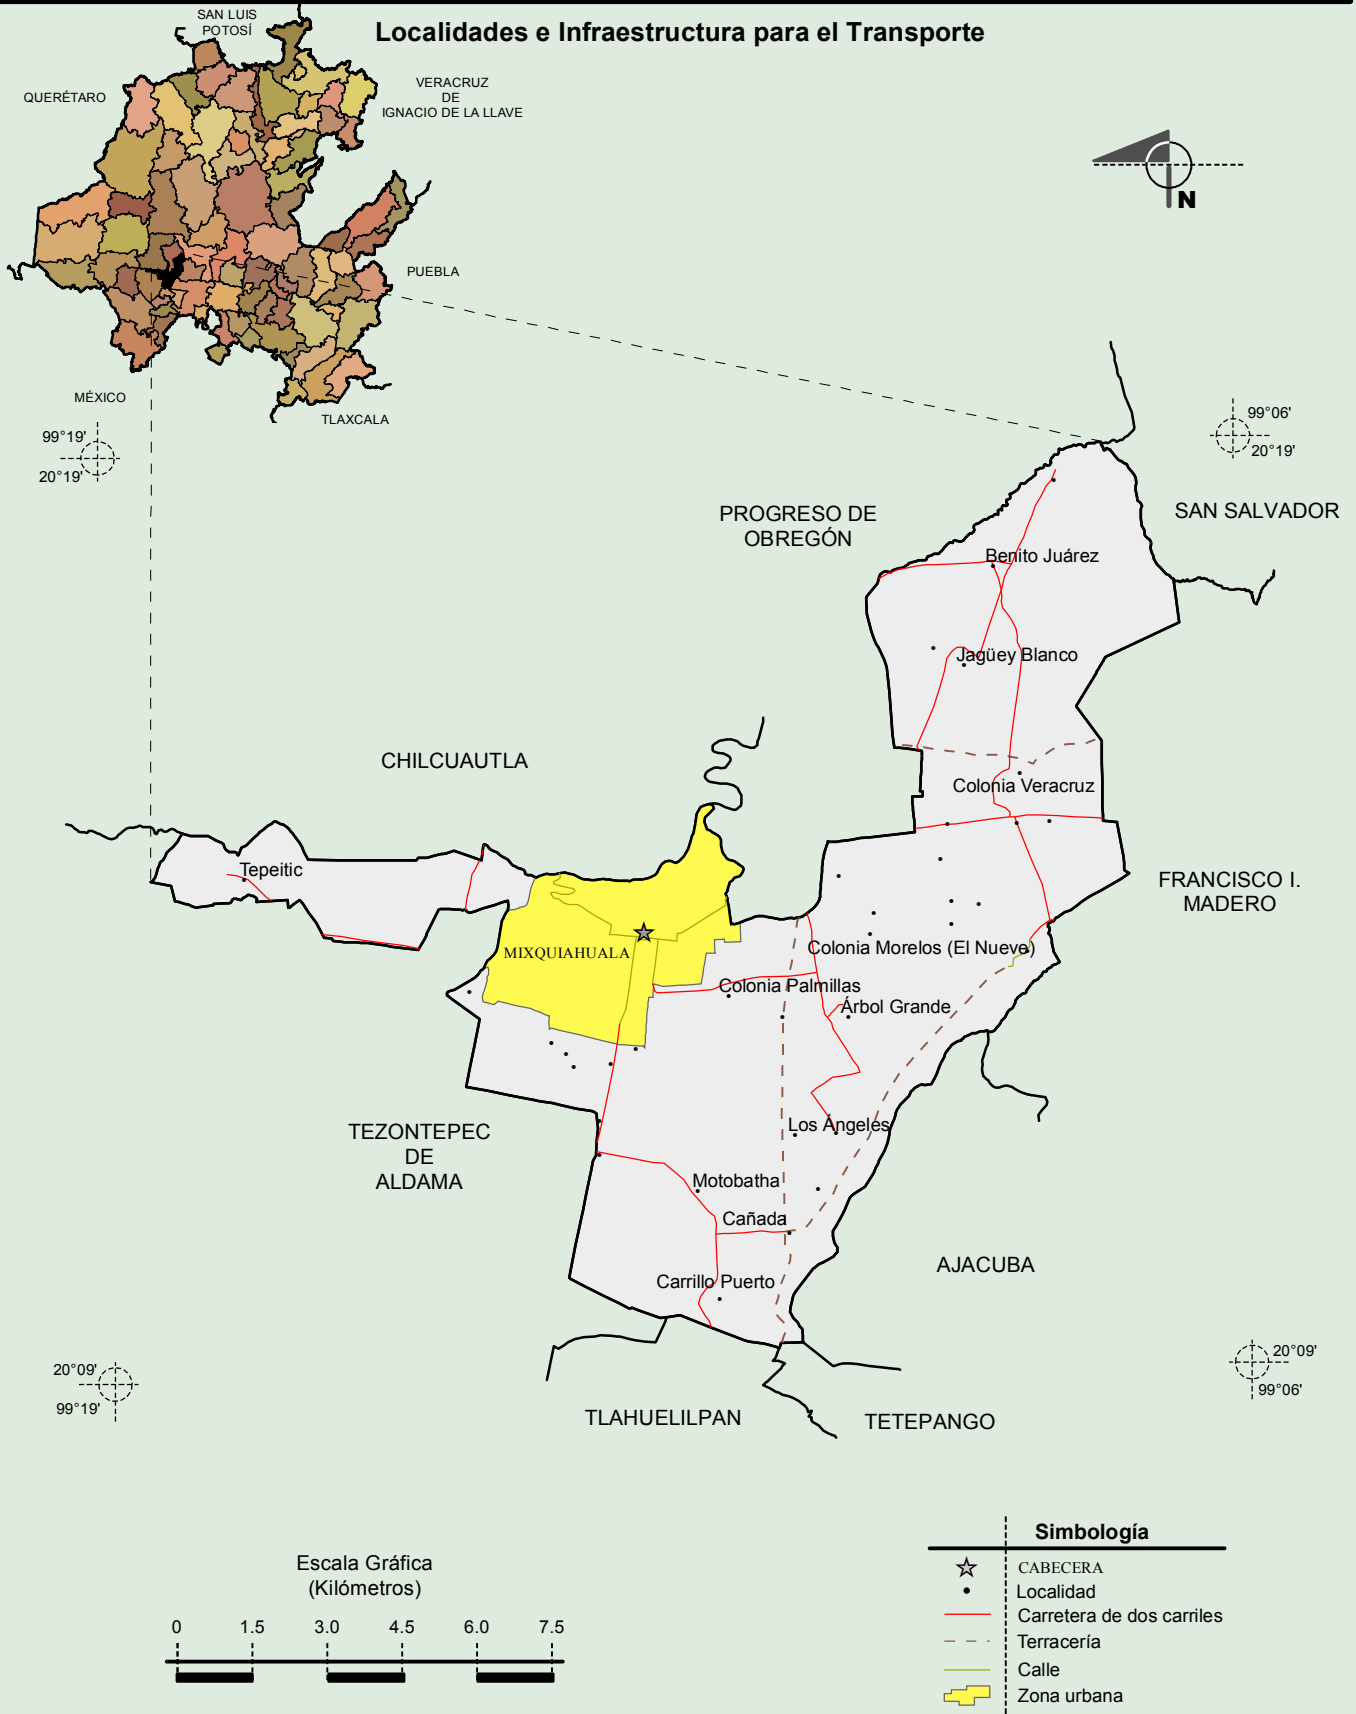 Localidades e Infraestructura para el Transporte
SAN LUIS
POTOSÍ
QUERÉTARO
VERACRUZ
DE
IGNACIO DE LA LLAVE
PUEBLA
MÉXICO
TLAXCALA
N
99°19'
20°19'
99°06'
20°19'
PROGRESO DE
OBREGÓN
SAN SALVADOR
Benito Juárez
Jagüey Blanco
CHILCUAUTLA
Colonia Veracruz
Tepeitic
FRANCISCO I.
MADERO
MIXQUIAHUALA
Colonia Morelos (El Nueve)
Colonia Palmillas
Árbol Grande
TEZONTEPEC
DE
ALDAMA
Los Ángeles
Motobatha
Cañada
AJACUBA
Carrillo Puerto
20°09'
99°19'
20°09'
99°06'
TLAHUELILPAN
TETEPANGO
Escala Gráfica
(Kilómetros)
0 1.5 3.0 4.5 6.0 7.5
Simbología
CABECERA
Localidad
Carretera de dos carriles
Terracería
Calle
Zona urbana